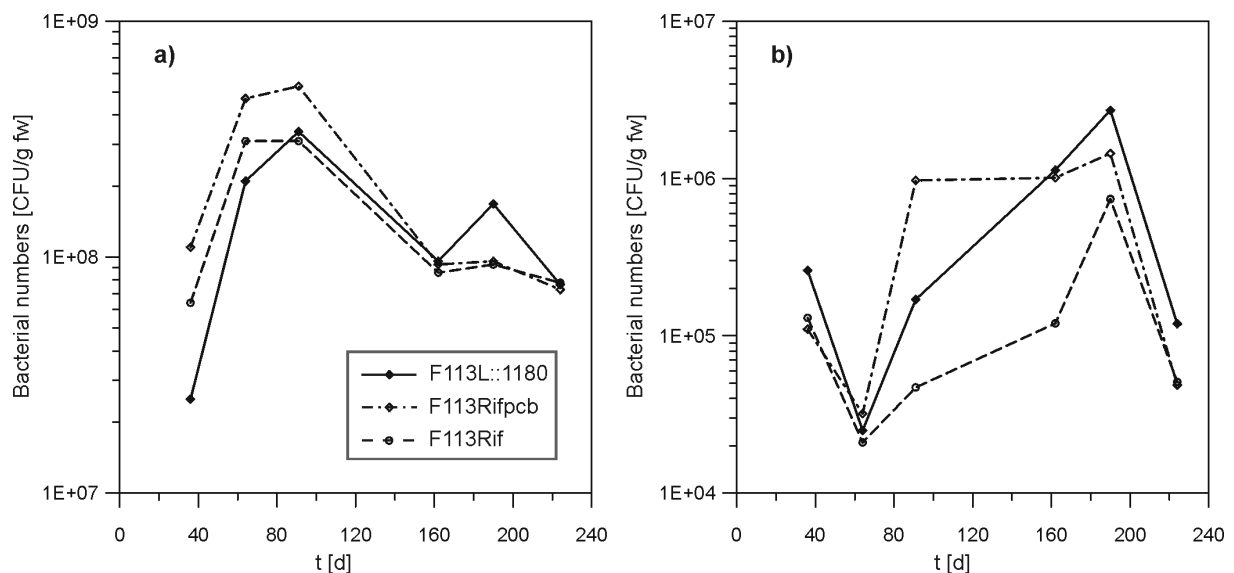 a)
Bacterial numbers [CFU/g fw]
1E+09
1E+08
1E+07
0 40 80 120 160 200 240
t [d]
F113L::1180
F113Rifpcb
F113Rif
b)
Bacterial numbers [CFU/g fw]
1E+07
1E+06
1E+05
1E+04
0 40 80 120 160 200 240
t [d]